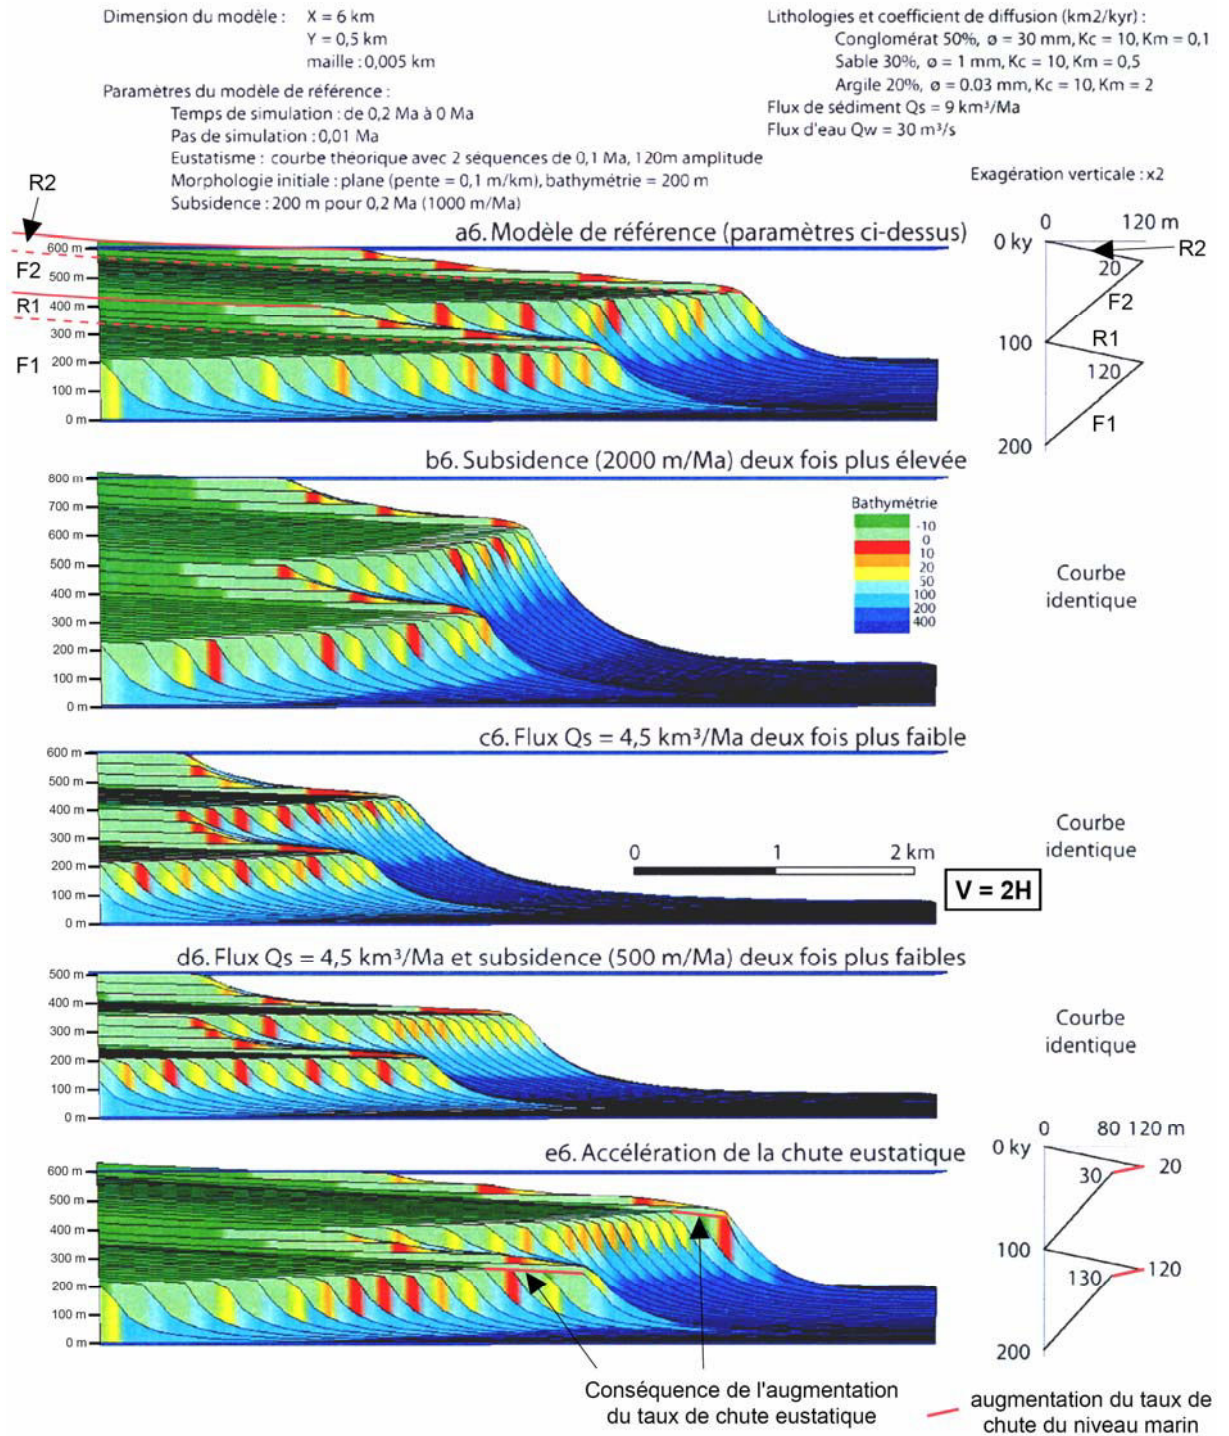 Dimension du modèle : X = 6 km
Y = 0,5 km
maille : 0,005 km
Paramètres du modèle de référence :
Temps de simulation : de 0,2 Ma à 0 Ma
Pas de simulation : 0,01 Ma
Eustatisme : courbe théorique avec 2 séquences de 0,1 Ma, 120m amplitude
Morphologie initiale : plane (pente = 0,1 m/km), bathymétrie = 200 m
Subsidence : 200 m pour 0,2 Ma (1000 m/Ma)
Lithologies et coefficient de diffusion (km2/kyr) :
Conglomérat 50%, ø = 30 mm, Kc = 10, Km = 0,1
Sable 30%, ø = 1 mm, Kc = 10, Km = 0,5
Argile 20%, ø = 0.03 mm, Kc = 10, Km = 2
Flux de sédiment Qs = 9 km³/Ma
Flux d'eau Qw = 30 m³/s
Exagération verticale : x2
R2
a6. Modèle de référence (paramètres ci-dessus)
600 m
F2
500 m
R1
400 m
300 m
F1
200 m
100 m
0 m
0 120 m
0 ky
R2
20
F2
100
R1
120
F1
200
b6. Subsidence (2000 m/Ma) deux fois plus élevée
800 m
700 m
600 m
500 m
400 m
300 m
200 m
100 m
0 m
Bathymétrie
-10
0
10
20
50
100
200
400
Courbe
identique
c6. Flux Qs = 4,5 km³/Ma deux fois plus faible
600 m
500 m
400 m
300 m
200 m
100 m
0 m
0 1 2 km
V = 2H
Courbe
identique
d6. Flux Qs = 4,5 km³/Ma et subsidence (500 m/Ma) deux fois plus faibles
500 m
400 m
300 m
200 m
100 m
0 m
Courbe
identique
e6. Accélération de la chute eustatique
600 m
500 m
400 m
300 m
200 m
100 m
0 m
0 80 120 m
0 ky
20
30
100
120
130
200
Conséquence de l'augmentation
du taux de chute eustatique
augmentation du taux de
chute du niveau marin